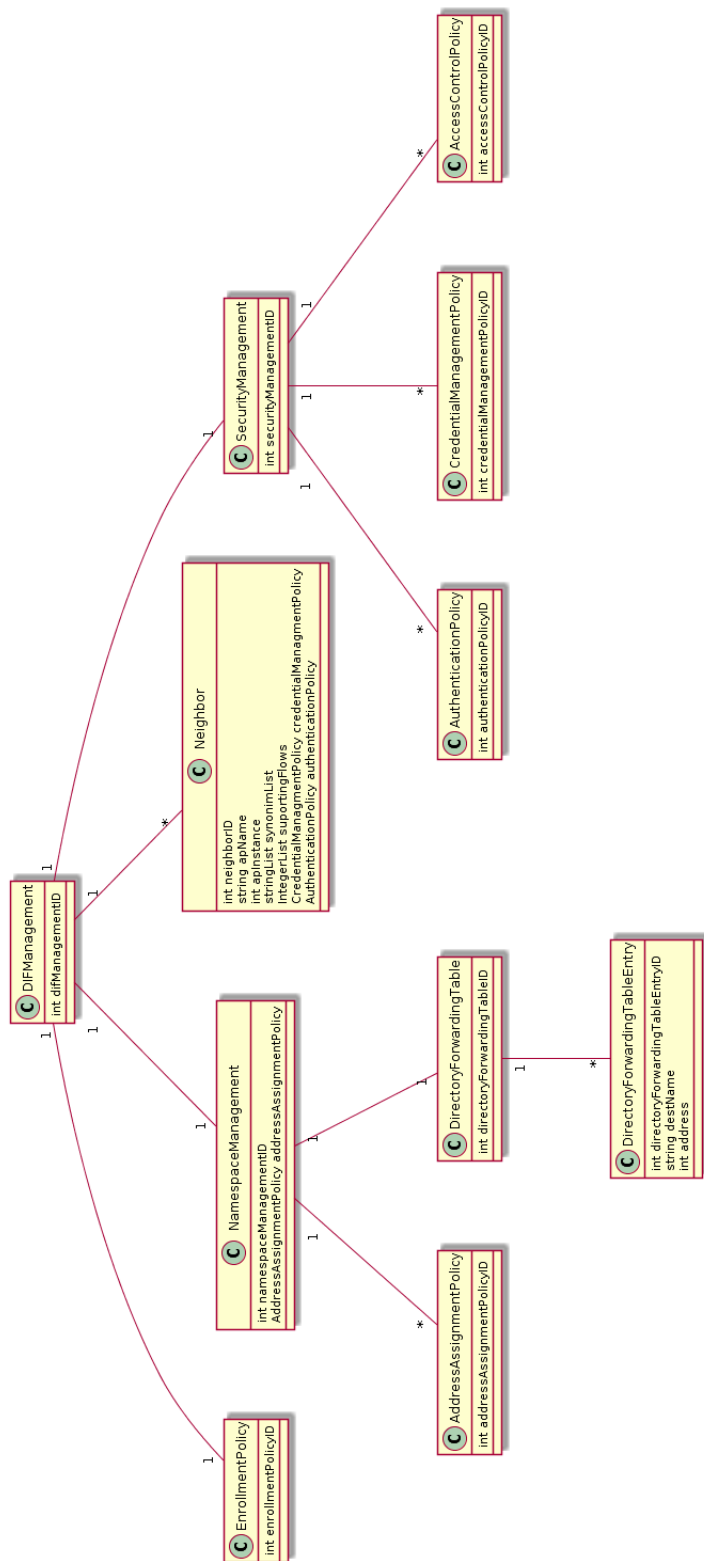 C DIFManagement
int difManagementID
1
1
1
1
1
1
*
1
C EnrollmentPolicy
int enrollmentPolicyID
C NamespaceManagement
int namespaceManagementID
AddressAssignmentPolicy addressAssignmentPolicy
C Neighbor
int neighborID
string apName
int apInstance
stringList synonimList
IntegerList suportingFlows
CredentialManagmentPolicy credentialManagmentPolicy
AuthenticationPolicy authenticationPolicy
C SecurityManagement
int securityManagementID
1
1
1
1
1
*
1
*
*
*
C AddressAssignmentPolicy
int addressAssignmentPolicyID
C DirectoryForwardingTable
int directoryForwardingTableID
C AuthenticationPolicy
int authenticationPolicyID
C CredentialManagementPolicy
int credentialManagementPolicyID
C AccessControlPolicy
int accessControlPolicyID
1
*
C DirectoryForwardingTableEntry
int directoryForwardingTableEntryID
string destName
int address